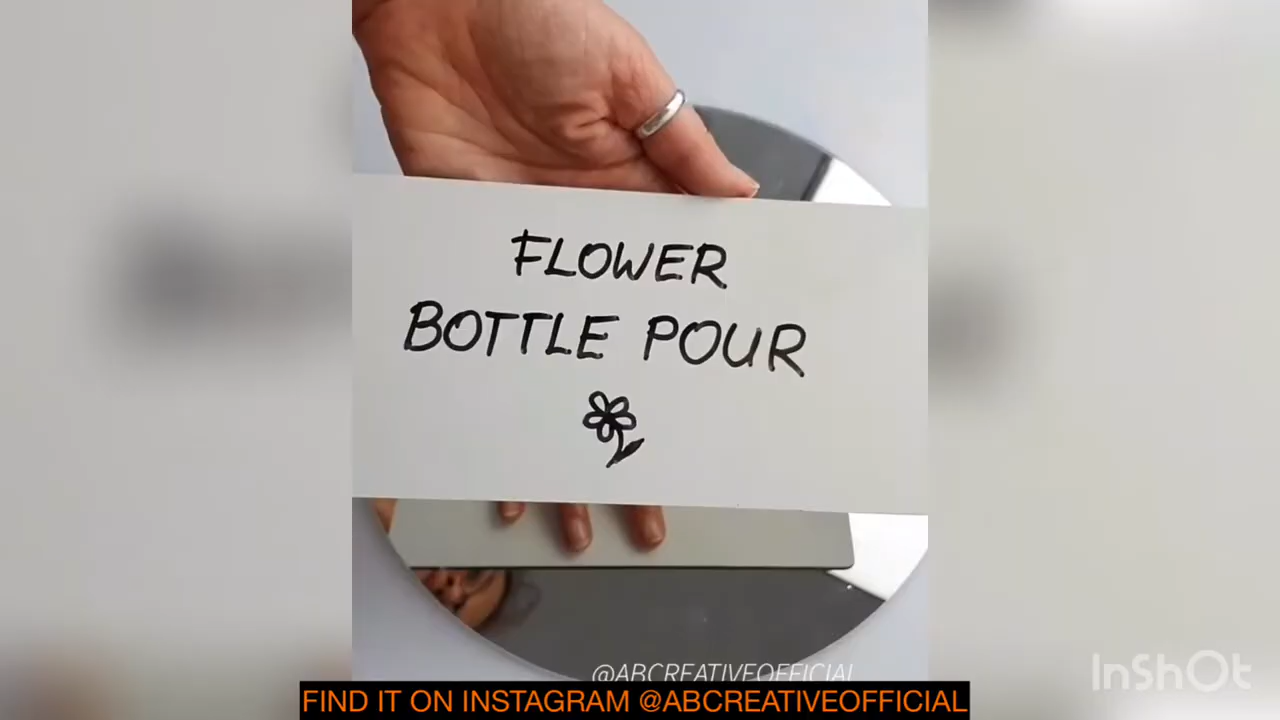 FLOWER
BOTTLE POUR
@ABCREATIVEOFFICIAL
InShOt
FIND IT ON INSTAGRAM @ABCREATIVEOFFICIAL